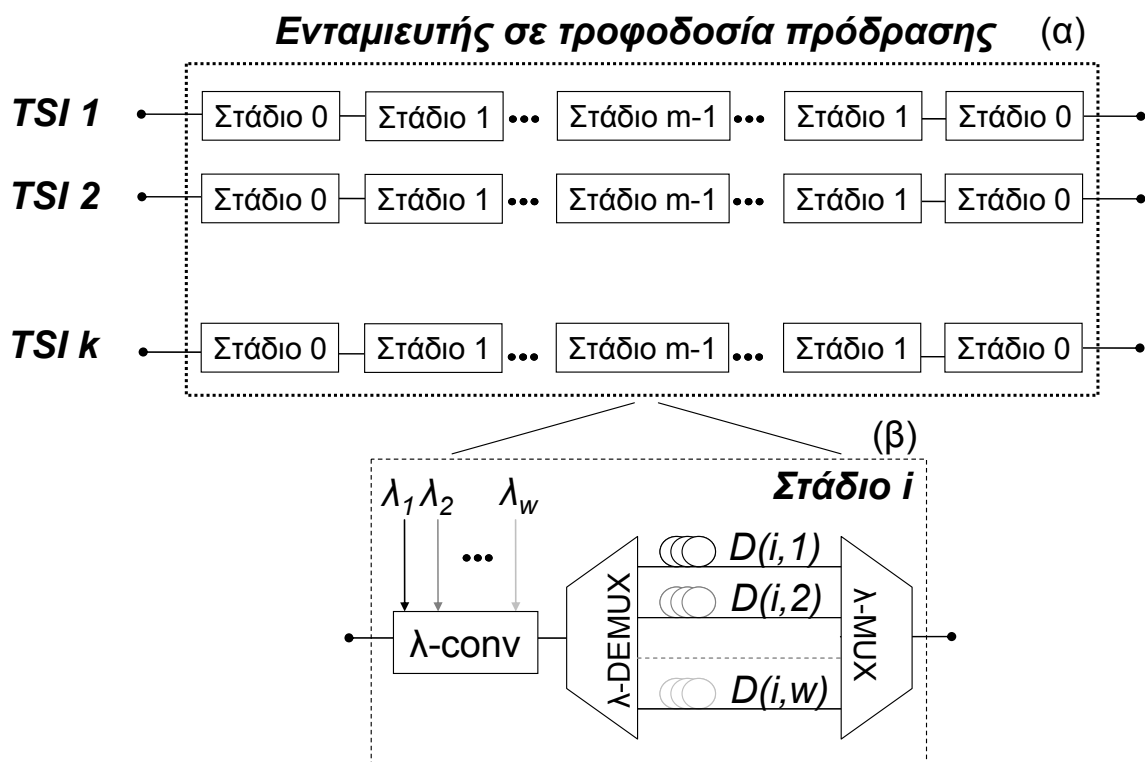 Ενταμιευτής σε τροφοδοσία πρόδρασης (α)
TSI 1 Στάδιο 0 Στάδιο 1 ••• Στάδιο m-1 ••• Στάδιο 1 Στάδιο 0
TSI 2 Στάδιο 0 Στάδιο 1 ••• Στάδιο m-1 ••• Στάδιο 1 Στάδιο 0
TSI k Στάδιο 0 Στάδιο 1 ••• Στάδιο m-1 ••• Στάδιο 1 Στάδιο 0
(β)
Στάδιο i
λ1 λ2 ••• λw
λ-conv
λ-DEMUX
D(i,1)
D(i,2)
D(i,w)
λ-MUX